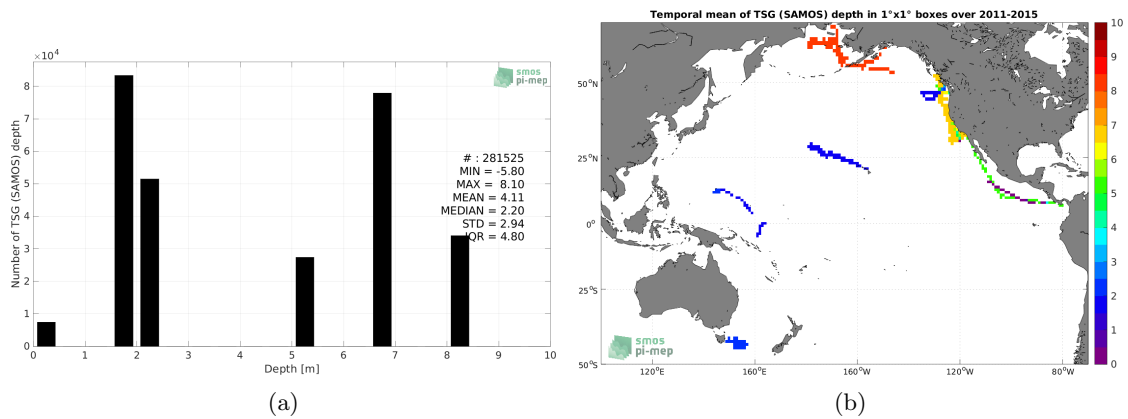 ×10⁴
8
7
6
5
4
3
2
1
0
Number of TSG (SAMOS) depth
0 1 2 3 4 5 6 7 8 9 10
Depth [m]
smos
pi-mep
# : 281525
MIN = -5.80
MAX = 8.10
MEAN = 4.11
MEDIAN = 2.20
STD = 2.94
IQR = 4.80
(a)
Temporal mean of TSG (SAMOS) depth in 1°x1° boxes over 2011-2015
50°N
25°N
0°
25°S
50°S
120°E 160°E 160°W 120°W 80°W
smos
pi-mep
10
9
8
7
6
5
4
3
2
1
0
(b)